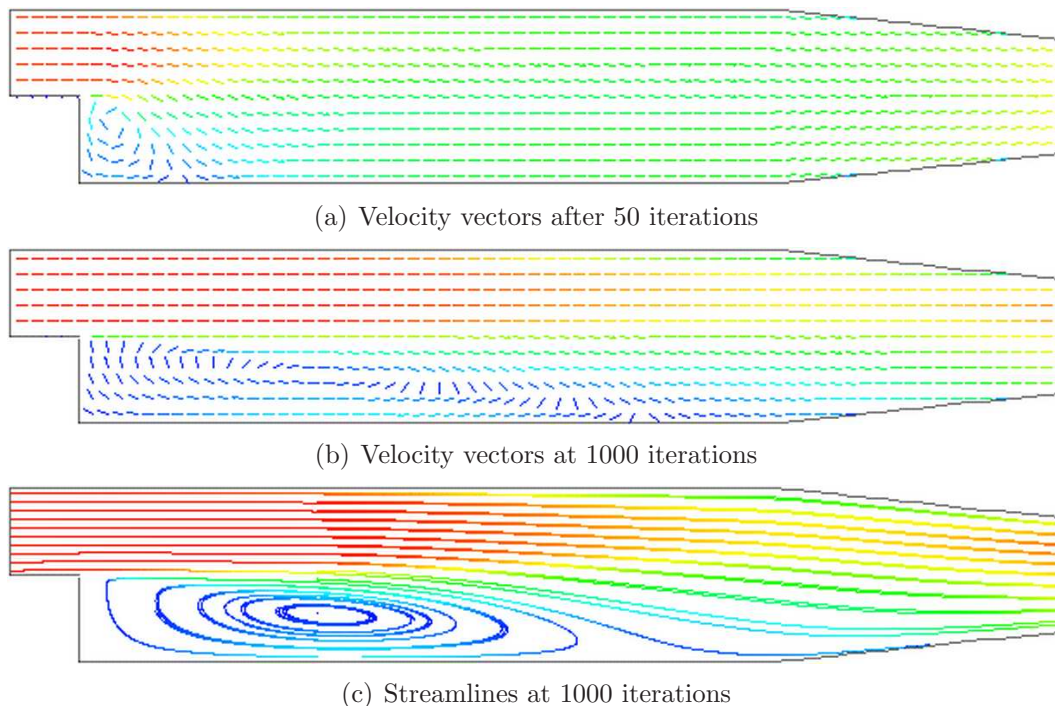 (a) Velocity vectors after 50 iterations
(b) Velocity vectors at 1000 iterations
(c) Streamlines at 1000 iterations